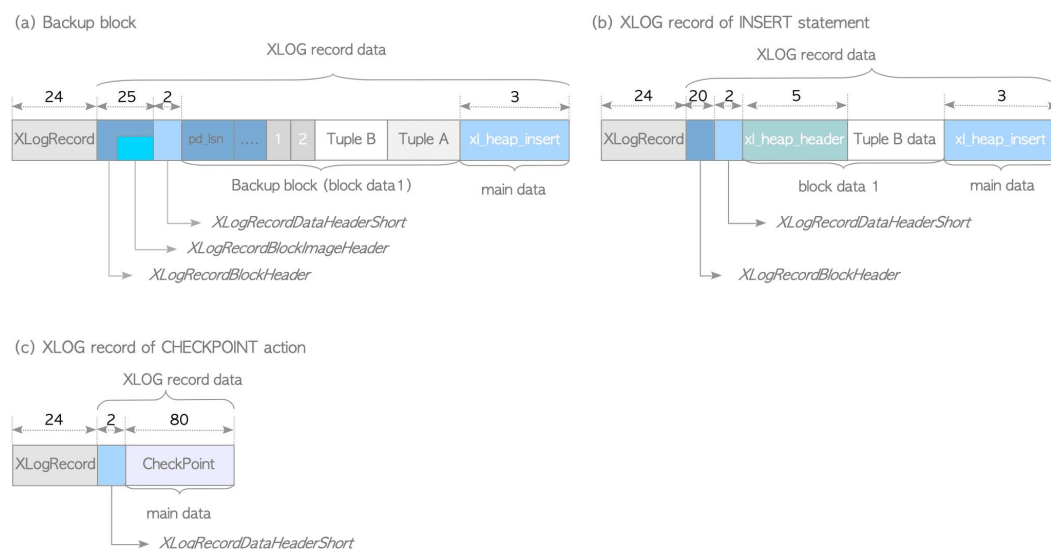 (a) Backup block
XLOG record data
24 25 2 3
XLogRecord pd_lsn .... 1 2 Tuple B Tuple A xl_heap_insert
Backup block (block data1) main data
XLogRecordDataHeaderShort
XLogRecordBlockImageHeader
XLogRecordBlockHeader
(b) XLOG record of INSERT statement
XLOG record data
24 20 2 5 3
XLogRecord xl_heap_header Tuple B data xl_heap_insert
block data 1 main data
XLogRecordDataHeaderShort
XLogRecordBlockHeader
(c) XLOG record of CHECKPOINT action
XLOG record data
24 2 80
XLogRecord CheckPoint
main data
XLogRecordDataHeaderShort